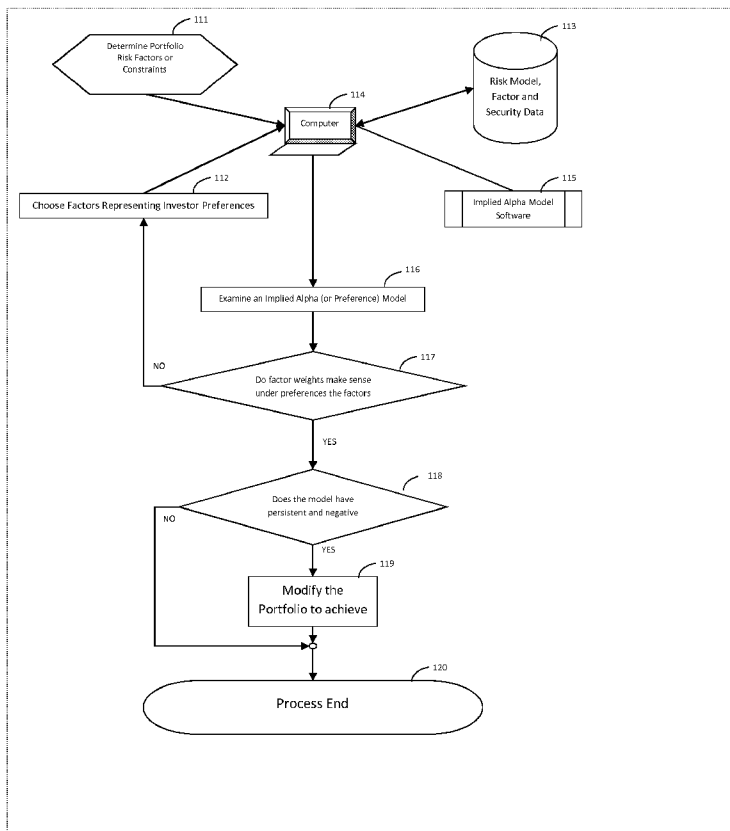 111
Determine Portfolio
Risk Factors or
Constraints
113
Risk Model,
Factor and
Security Data
114
Computer
112
Choose Factors Representing Investor Preferences
115
Implied Alpha Model
Software
116
Examine an Implied Alpha (or Preference) Model
117
Do factor weights make sense
under preferences the factors
NO
YES
118
Does the model have
persistent and negative
NO
YES
119
Modify the
Portfolio to achieve
120
Process End